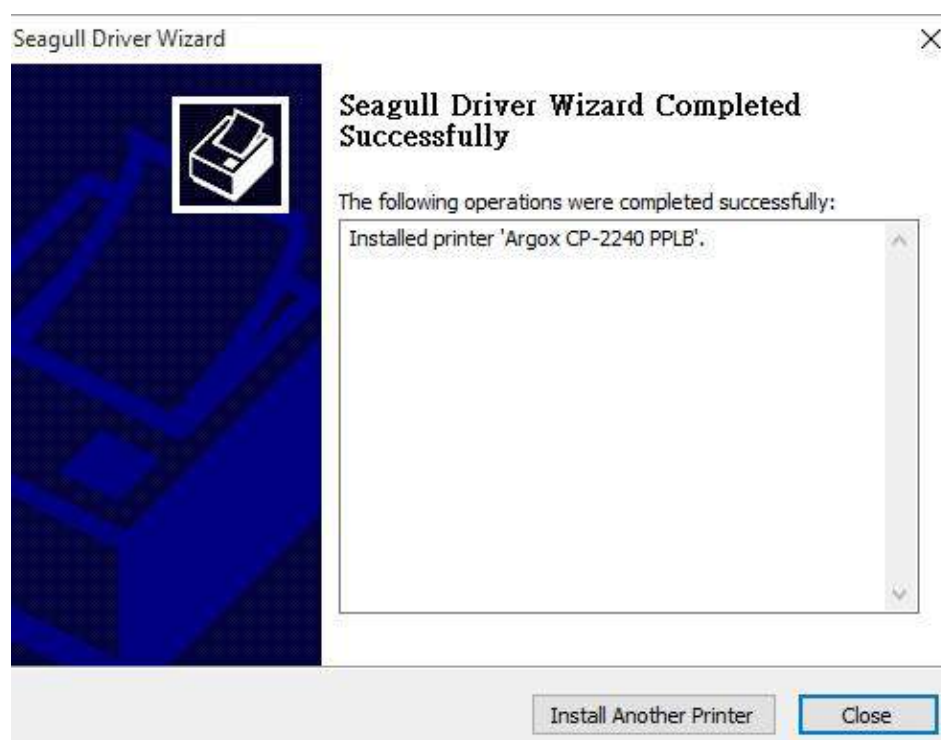 Seagull Driver Wizard
Seagull Driver Wizard Completed
Successfully
The following operations were completed successfully:
Installed printer 'Argox CP-2240 PPLB'.
Install Another Printer
Close